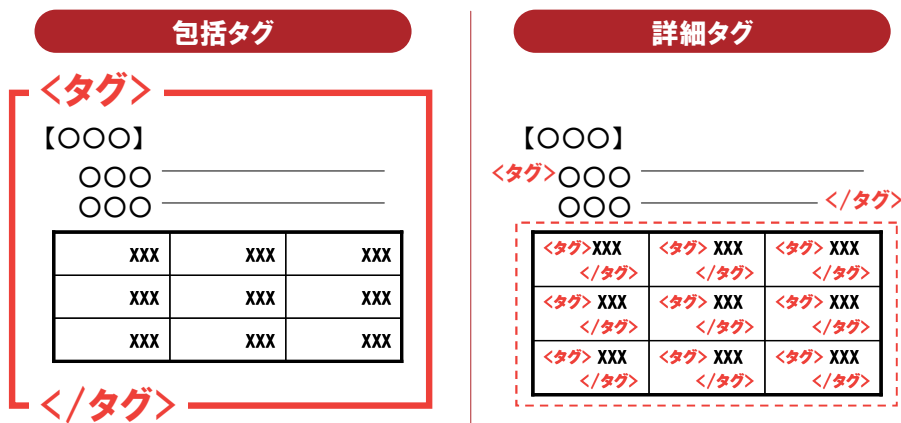 包括タグ
<タグ>
【〇〇〇】
〇〇〇
〇〇〇
XXX XXX XXX
XXX XXX XXX
XXX XXX XXX
</タグ>
詳細タグ
【〇〇〇】
<タグ>〇〇〇
〇〇〇 </タグ>
<タグ>XXX <タグ> XXX <タグ> XXX
</タグ> </タグ> </タグ>
<タグ> XXX <タグ> XXX <タグ> XXX
</タグ> </タグ> </タグ>
<タグ> XXX <タグ> XXX <タグ> XXX
</タグ> </タグ> </タグ>